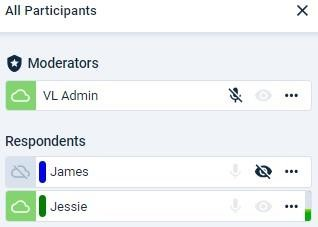 All Participants
Moderators
VL Admin
Respondents
James
Jessie